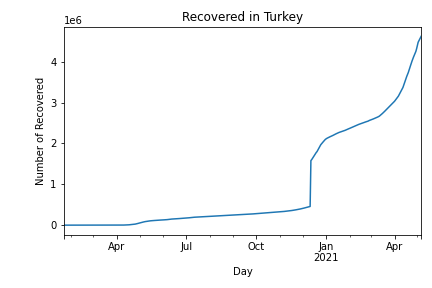 Recovered in Turkey
1e6
4
3
2
1
0
Number of Recovered
Apr
Jul
Oct
Jan
2021
Apr
Day